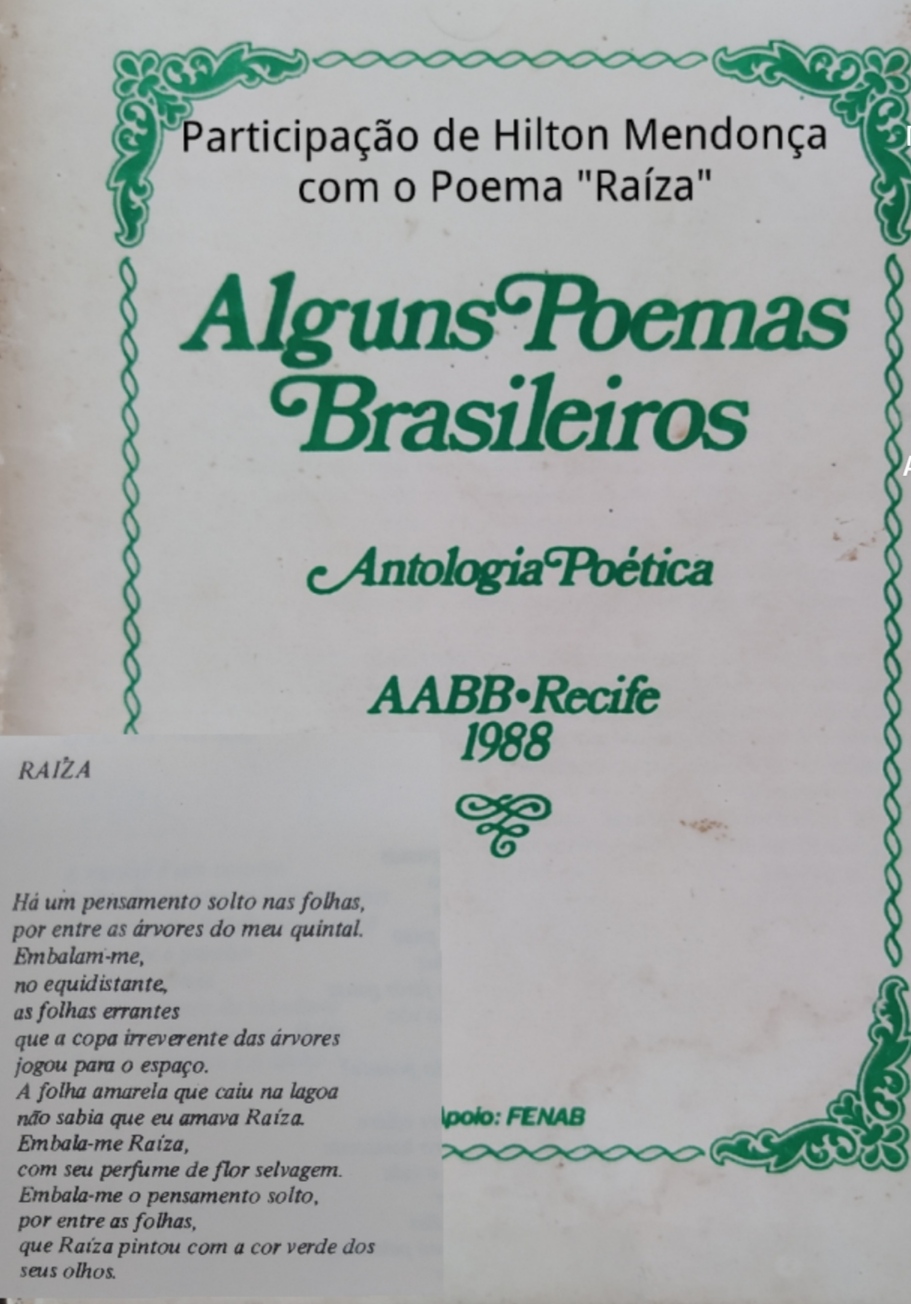 Participação de Hilton Mendonça
com o Poema "Raíza"
Alguns Poemas
Brasileiros
Antologia Poética
AABB•Recife
1988
Apoio: FENAB
RAÍZA
Há um pensamento solto nas folhas,
por entre as árvores do meu quintal.
Embalam-me,
no equidistante,
as folhas errantes
que a copa irreverente das árvores
jogou para o espaço.
A folha amarela que caiu na lagoa
não sabia que eu amava Raíza.
Embala-me Raíza,
com seu perfume de flor selvagem.
Embala-me o pensamento solto,
por entre as folhas,
que Raíza pintou com a cor verde dos
seus olhos.